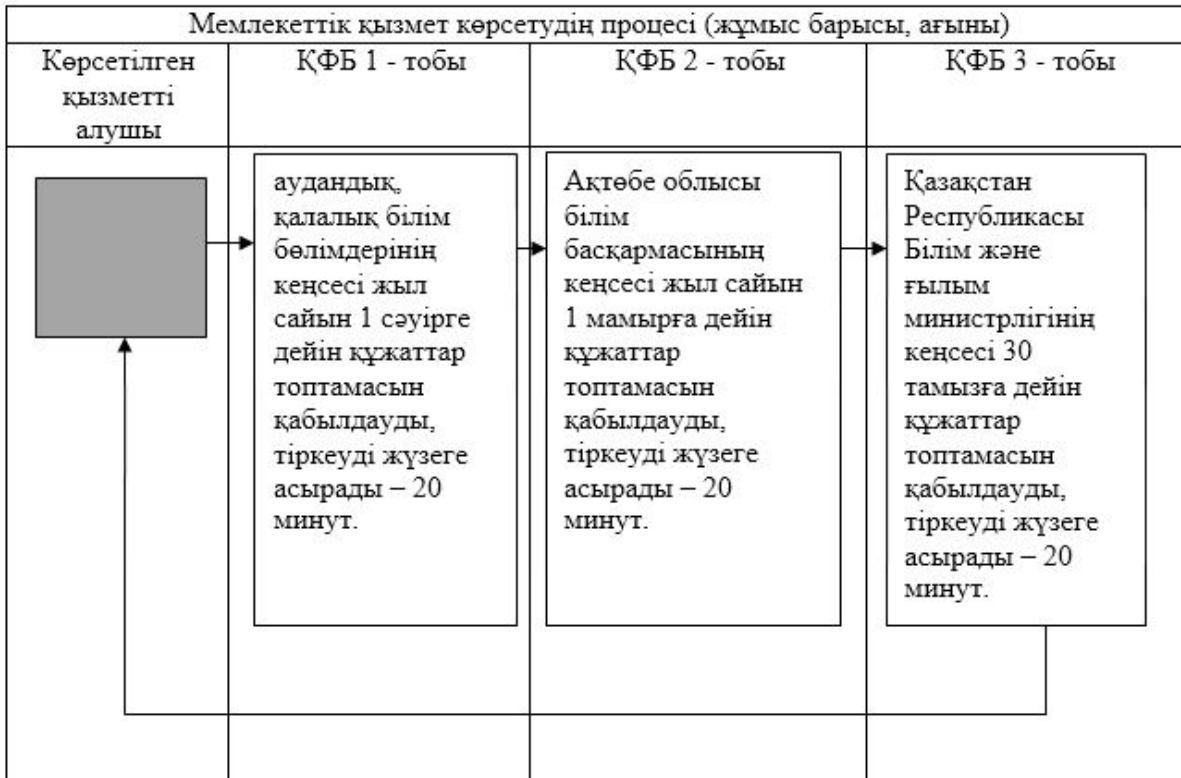 Мемлекеттік қызмет көрсетудің процесі (жұмыс барысы, ағыны)
Көрсетілген
қызметті
алушы
ҚФБ 1 - тобы
ҚФБ 2 - тобы
ҚФБ 3 - тобы
аудандық,
қалалық білім
бөлімдерінің
кеңсесі жыл
сайын 1 сәуірге
дейін құжаттар
топтамасын
қабылдауды,
тіркеуді жүзеге
асырады – 20
минут.
Ақтөбе облысы
білім
басқармасының
кеңсесі жыл сайын
1 мамырға дейін
құжаттар
топтамасын
қабылдауды,
тіркеуді жүзеге
асырады – 20
минут.
Қазақстан
Республикасы
Білім және
ғылым
министрлігінің
кеңсесі 30
тамызға дейін
құжаттар
топтамасын
қабылдауды,
тіркеуді жүзеге
асырады – 20
минут.